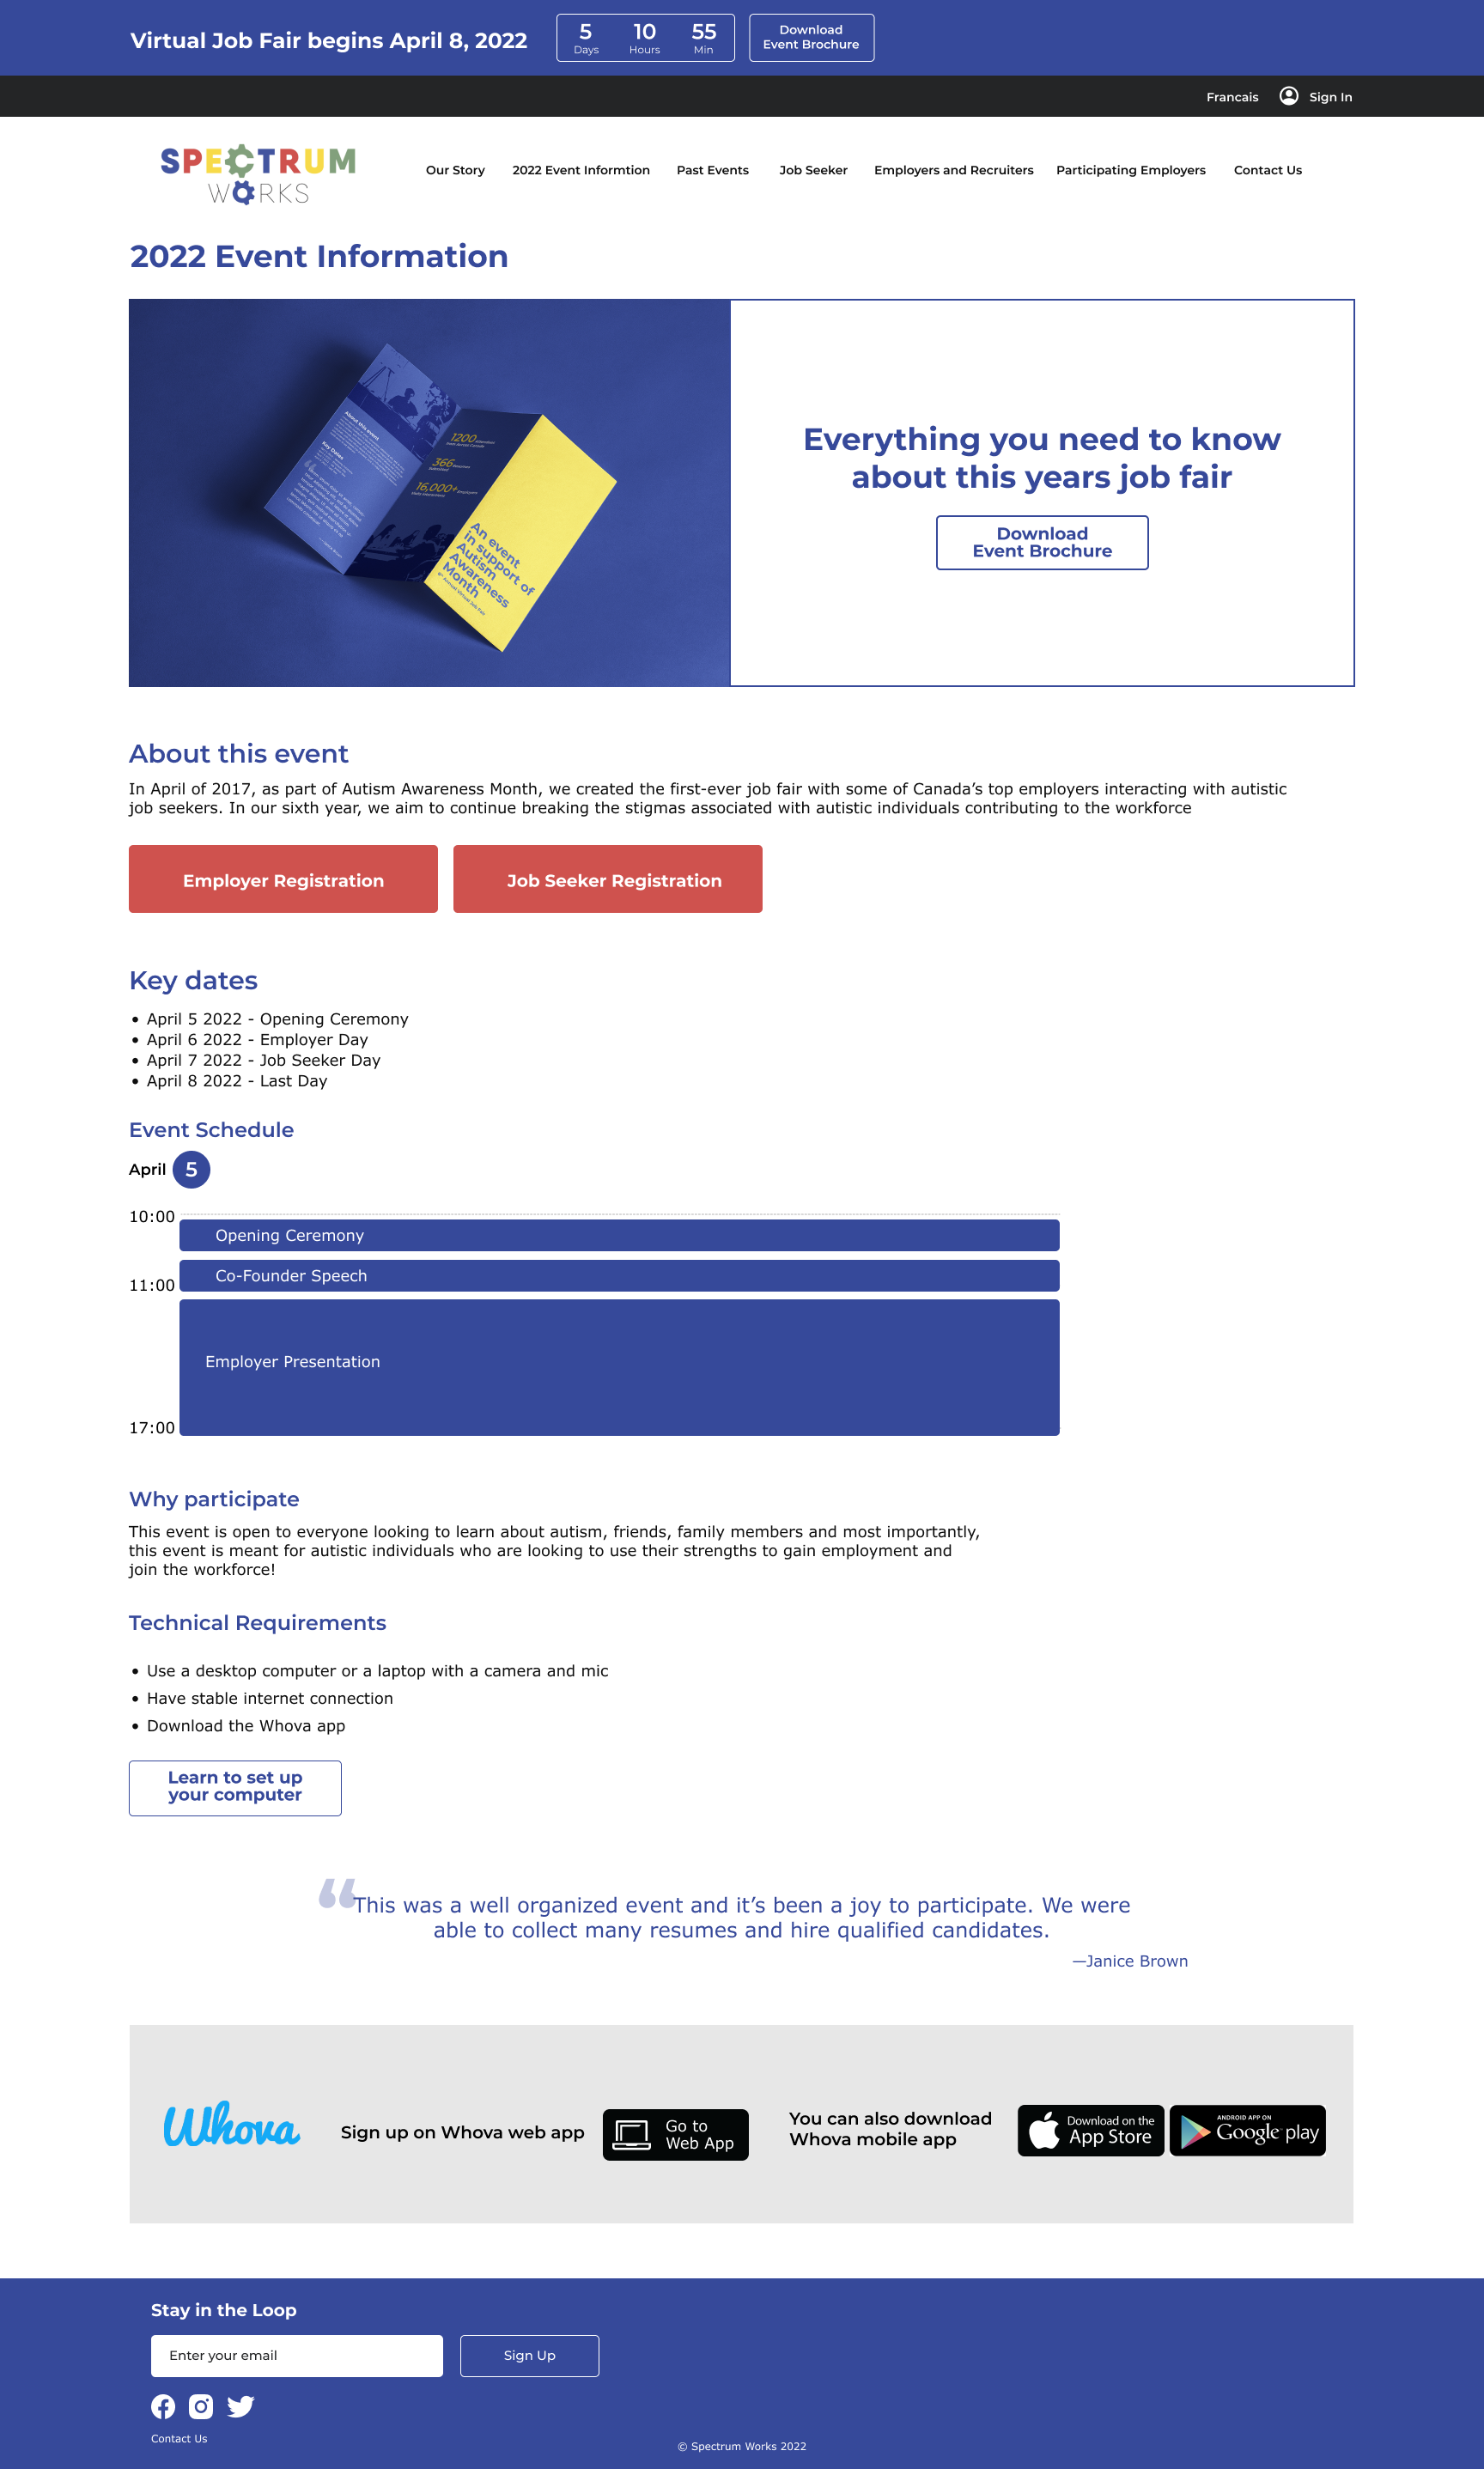 Virtual Job Fair begins April 8, 2022
5
Days
10
Hours
55
Min
Download
Event Brochure
Francais
Sign In
SPECTRUM
WORKS
Our Story
2022 Event Informtion
Past Events
Job Seeker
Employers and Recruiters
Participating Employers
Contact Us
2022 Event Information
About this event
Key Dates
1200
366
16,000+
An event
in support of
Autism
Awareness
Month
Everything you need to know
about this years job fair
Download
Event Brochure
About this event
In April of 2017, as part of Autism Awareness Month, we created the first-ever job fair with some of Canada’s top employers interacting with autistic
job seekers. In our sixth year, we aim to continue breaking the stigmas associated with autistic individuals contributing to the workforce
Employer Registration
Job Seeker Registration
Key dates
• April 5 2022 - Opening Ceremony
• April 6 2022 - Employer Day
• April 7 2022 - Job Seeker Day
• April 8 2022 - Last Day
Event Schedule
April 5
10:00
Opening Ceremony
Co-Founder Speech
11:00
Employer Presentation
17:00
Why participate
This event is open to everyone looking to learn about autism, friends, family members and most importantly,
this event is meant for autistic individuals who are looking to use their strengths to gain employment and
join the workforce!
Technical Requirements
• Use a desktop computer or a laptop with a camera and mic
• Have stable internet connection
• Download the Whova app
Learn to set up
your computer
“This was a well organized event and it’s been a joy to participate. We were
able to collect many resumes and hire qualified candidates.
—Janice Brown
Whova
Sign up on Whova web app
Go to
Web App
You can also download
Whova mobile app
Download on the
App Store
ANDROID APP ON
Google play
Stay in the Loop
Enter your email
Sign Up
Contact Us
© Spectrum Works 2022